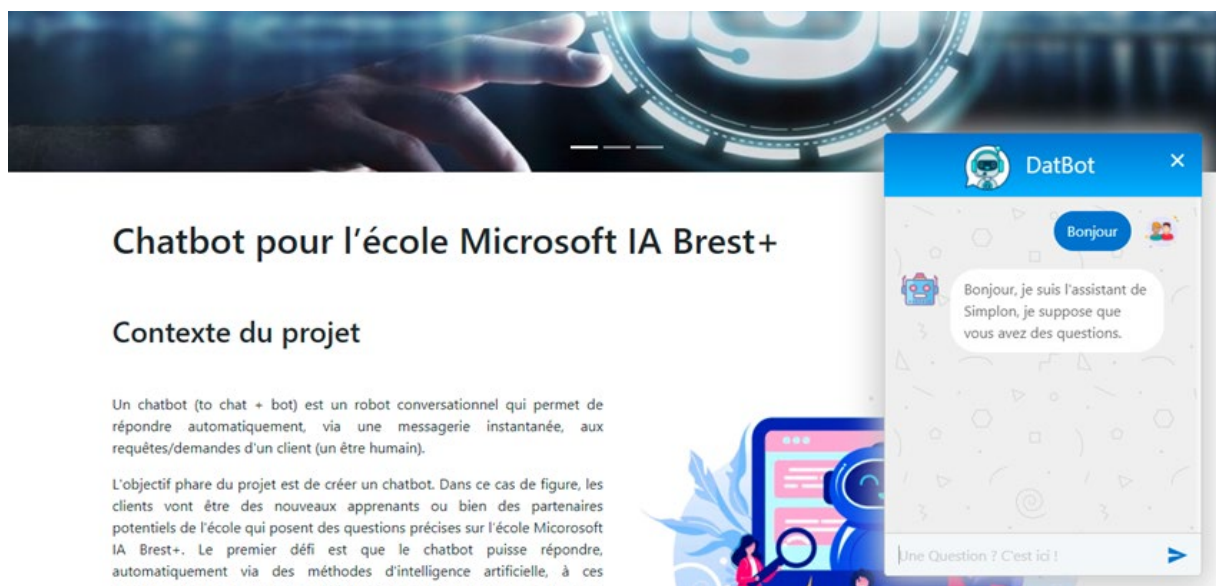 Chatbot pour l'école Microsoft IA Brest+
Contexte du projet
Un chatbot (to chat + bot) est un robot conversationnel qui permet de
répondre automatiquement, via une messagerie instantanée, aux
requêtes/demandes d'un client (un être humain).
L'objectif phare du projet est de créer un chatbot. Dans ce cas de figure, les
clients vont être des nouveaux apprenants ou bien des partenaires
potentiels de l'école qui posent des questions précises sur l'école Micorosoft
IA Brest+. Le premier défi est que le chatbot puisse répondre,
automatiquement via des méthodes d'intelligence artificielle, à ces
DatBot
Bonjour
Bonjour, je suis l'assistant de
Simplon, je suppose que
vous avez des questions.
Une Question ? C'est ici !